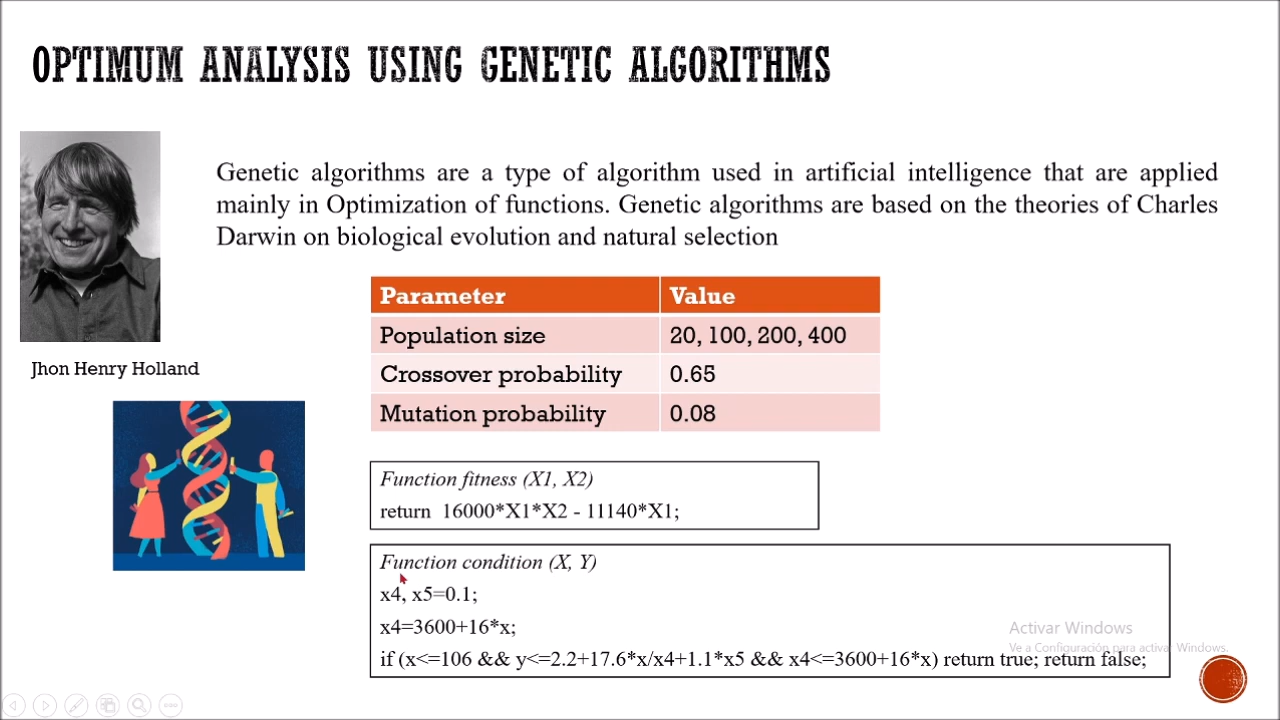 OPTIMUM ANALYSIS USING GENETIC ALGORITHMS
Genetic algorithms are a type of algorithm used in artificial intelligence that are applied
mainly in Optimization of functions. Genetic algorithms are based on the theories of Charles
Darwin on biological evolution and natural selection
Jhon Henry Holland
Parameter Value
Population size 20, 100, 200, 400
Crossover probability 0.65
Mutation probability 0.08
Function fitness (X1, X2)
return 16000*X1*X2 - 11140*X1;
Function condition (X, Y)
x4, x5=0.1;
x4=3600+16*x;
if (x<=106 && y<=2.2+17.6*x/x4+1.1*x5 && x4<=3600+16*x) return true; return false;
Activar Windows
Ve a Configuración para activar Windows.